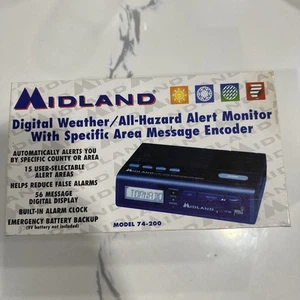 MIDLAND
Digital Weather/All-Hazard Alert Monitor
With Specific Area Message Encoder
AUTOMATICALLY ALERTS YOU
BY SPECIFIC COUNTY OR AREA
15 USER-SELECTABLE
ALERT AREAS
HELPS REDUCE FALSE ALARMS
56 MESSAGE
DIGITAL DISPLAY
BUILT-IN ALARM CLOCK
EMERGENCY BATTERY BACKUP
(9V battery not included)
MIDLAND
MODEL 74-200